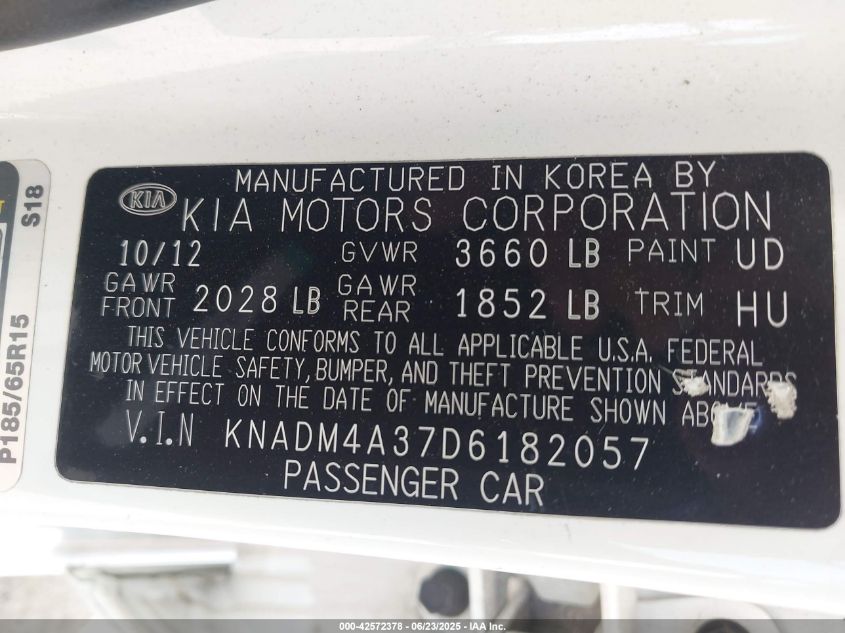 MANUFACTURED IN KOREA BY
KIA KIA MOTORS CORPORATION
10/12 GVWR 3660 LB PAINT UD
GAWR FRONT 2028 LB GAWR REAR 1852 LB TRIM HU
THIS VEHICLE CONFORMS TO ALL APPLICABLE U.S.A. FEDERAL
MOTOR VEHICLE SAFETY, BUMPER, AND THEFT PREVENTION STANDARDS
IN EFFECT ON THE DATE OF MANUFACTURE SHOWN ABOVE
V.I.N KNADM4A37D6182057
PASSENGER CAR
P185/65R15
S18
000-42572378 - 06/23/2025 - IAA Inc.